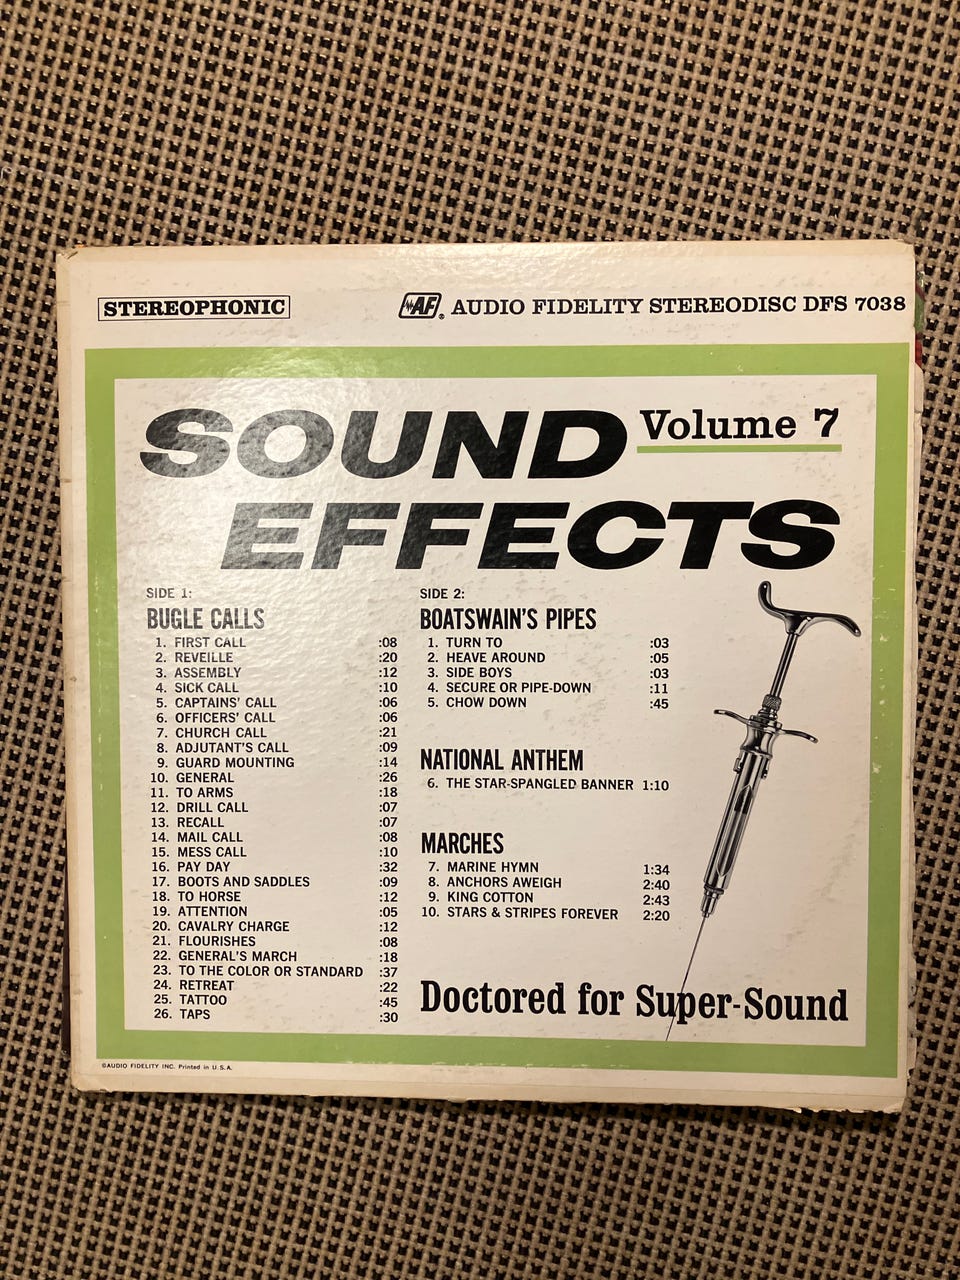 STEREOPHONIC
AF® AUDIO FIDELITY STEREODISC DFS 7038
SOUND Volume 7
EFFECTS
SIDE 1:
BUGLE CALLS
1. FIRST CALL :08
2. REVEILLE :20
3. ASSEMBLY :12
4. SICK CALL :10
5. CAPTAINS' CALL :06
6. OFFICERS' CALL :06
7. CHURCH CALL :21
8. ADJUTANT'S CALL :09
9. GUARD MOUNTING :14
10. GENERAL :26
11. TO ARMS :18
12. DRILL CALL :07
13. RECALL :07
14. MAIL CALL :08
15. MESS CALL :10
16. PAY DAY :32
17. BOOTS AND SADDLES :09
18. TO HORSE :12
19. ATTENTION :05
20. CAVALRY CHARGE :12
21. FLOURISHES :08
22. GENERAL'S MARCH :18
23. TO THE COLOR OR STANDARD :37
24. RETREAT :22
25. TATTOO :45
26. TAPS :30
SIDE 2:
BOATSWAIN'S PIPES
1. TURN TO :03
2. HEAVE AROUND :05
3. SIDE BOYS :03
4. SECURE OR PIPE-DOWN :11
5. CHOW DOWN :45
NATIONAL ANTHEM
6. THE STAR-SPANGLED BANNER 1:10
MARCHES
7. MARINE HYMN 1:34
8. ANCHORS AWEIGH 2:40
9. KING COTTON 2:43
10. STARS & STRIPES FOREVER 2:20
Doctored for Super-Sound
©AUDIO FIDELITY INC. Printed in U.S.A.